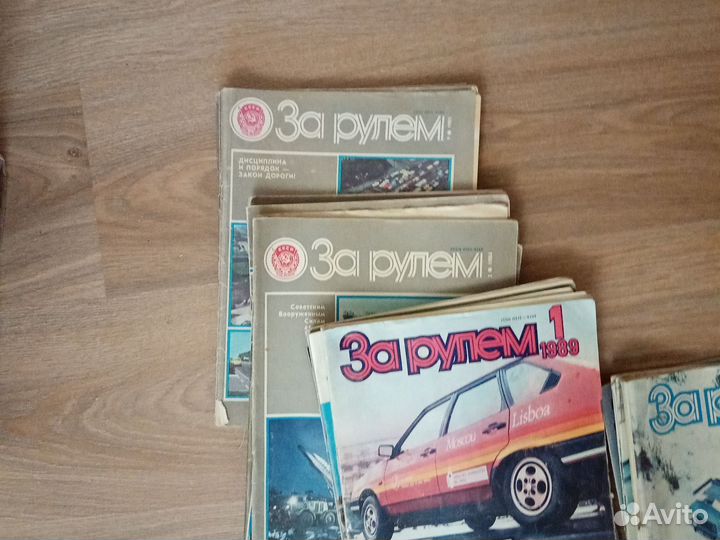 За рулем
ДИСЦИПЛИНА
И ПОРЯДОК —
ЗАКОН ДОРОГИ!
За рулем
Советским
Вооруженным
Силам
За рулем 1
1989
Moscou
Lisboa
За р
Avito